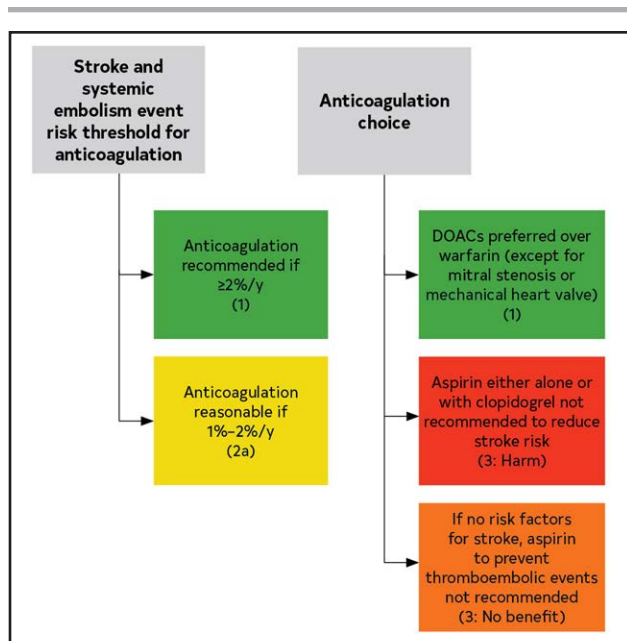 Stroke and
systemic
embolism event
risk threshold for
anticoagulation
Anticoagulation
recommended if
≥2%/y
(1)
Anticoagulation
reasonable if
1%–2%/y
(2a)
Anticoagulation
choice
DOACs preferred over
warfarin (except for
mitral stenosis or
mechanical heart valve)
(1)
Aspirin either alone or
with clopidogrel not
recommended to reduce
stroke risk
(3: Harm)
If no risk factors
for stroke, aspirin
to prevent
thromboembolic events
not recommended
(3: No benefit)